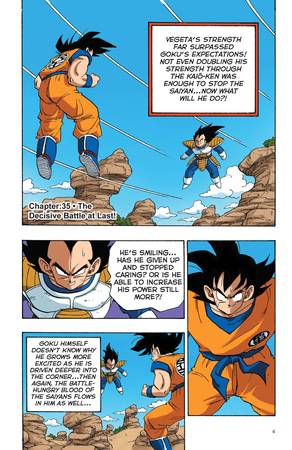 VEGETA'S STRENGTH
FAR SURPASSED
GOKU'S EXPECTATIONS!
NOT EVEN DOUBLING HIS
STRENGTH THROUGH
THE KAIŌ-KEN WAS
ENOUGH TO STOP THE
SAIYAN...NOW WHAT
WILL HE DO?!
Chapter:35 • The
Decisive Battle at Last!
HE'S SMILING...
HAS HE GIVEN UP
AND STOPPED
CARING? OR IS HE
ABLE TO INCREASE
HIS POWER STILL
MORE?!
GOKU HIMSELF
DOESN'T KNOW WHY
HE GROWS MORE
EXCITED AS HE IS
DRIVEN DEEPER INTO
THE CORNER...THEN
AGAIN, THE BATTLE-
HUNGRY BLOOD OF
THE SAIYANS FLOWS
IN HIM AS WELL...